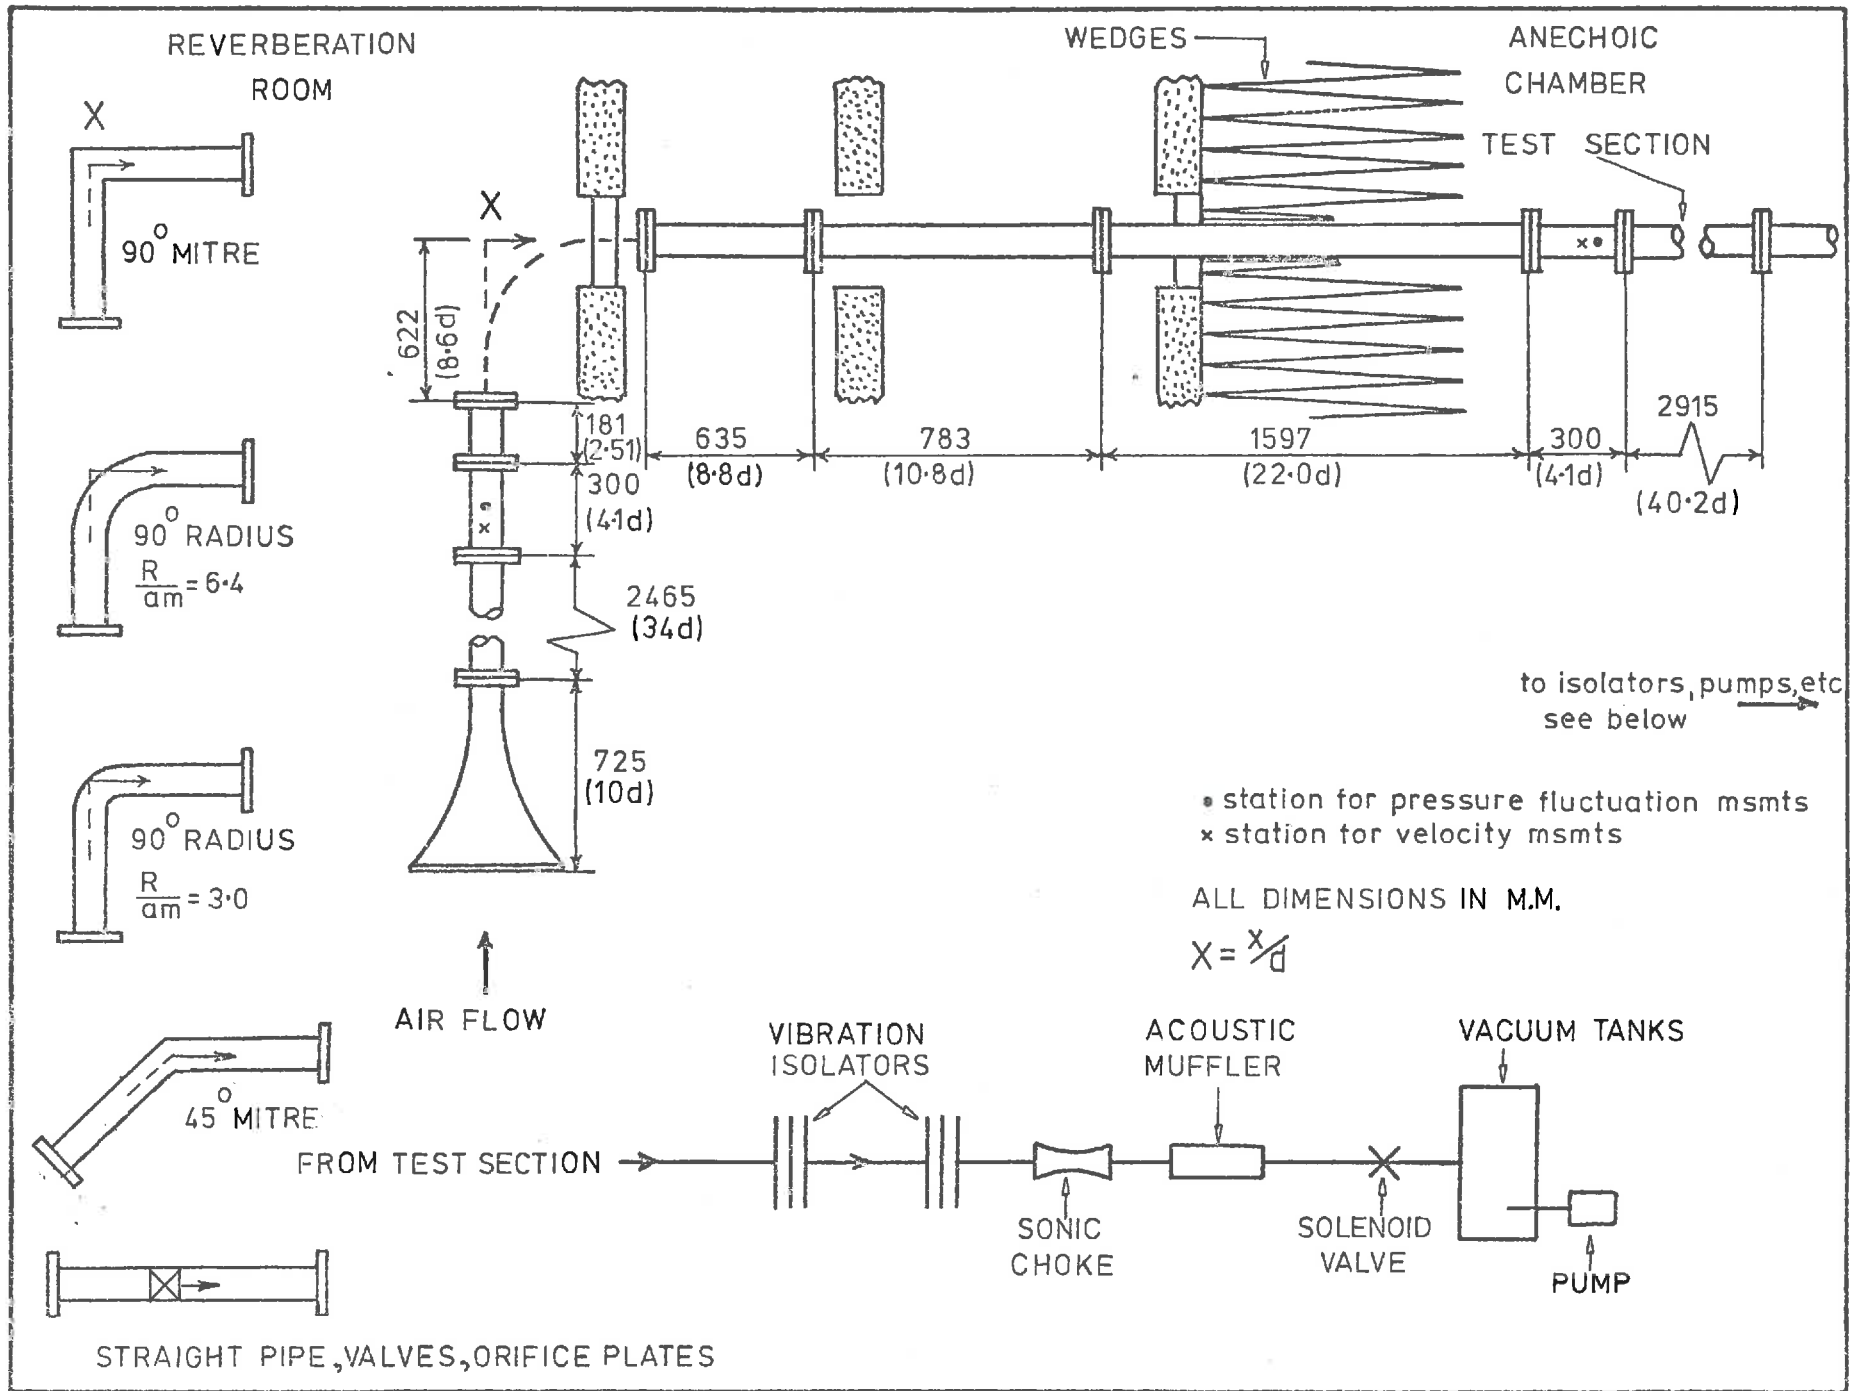 REVERBERATION
ROOM
WEDGES
ANECHOIC
CHAMBER
TEST SECTION
X
90° MITRE
X
622
(8·6d)
181
(2·51)
300
(4·1d)
635
(8·8d)
783
(10·8d)
1597
(22·0d)
300
(4·1d)
2915
(40·2d)
90° RADIUS
R/am = 6·4
2465
(34d)
725
(10d)
90° RADIUS
R/am = 3·0
to isolators, pumps, etc
see below
• station for pressure fluctuation msmts
× station for velocity msmts
ALL DIMENSIONS IN M.M.
X = x/d
AIR FLOW
45° MITRE
FROM TEST SECTION
VIBRATION
ISOLATORS
ACOUSTIC
MUFFLER
VACUUM TANKS
SONIC
CHOKE
SOLENOID
VALVE
PUMP
STRAIGHT PIPE, VALVES, ORIFICE PLATES